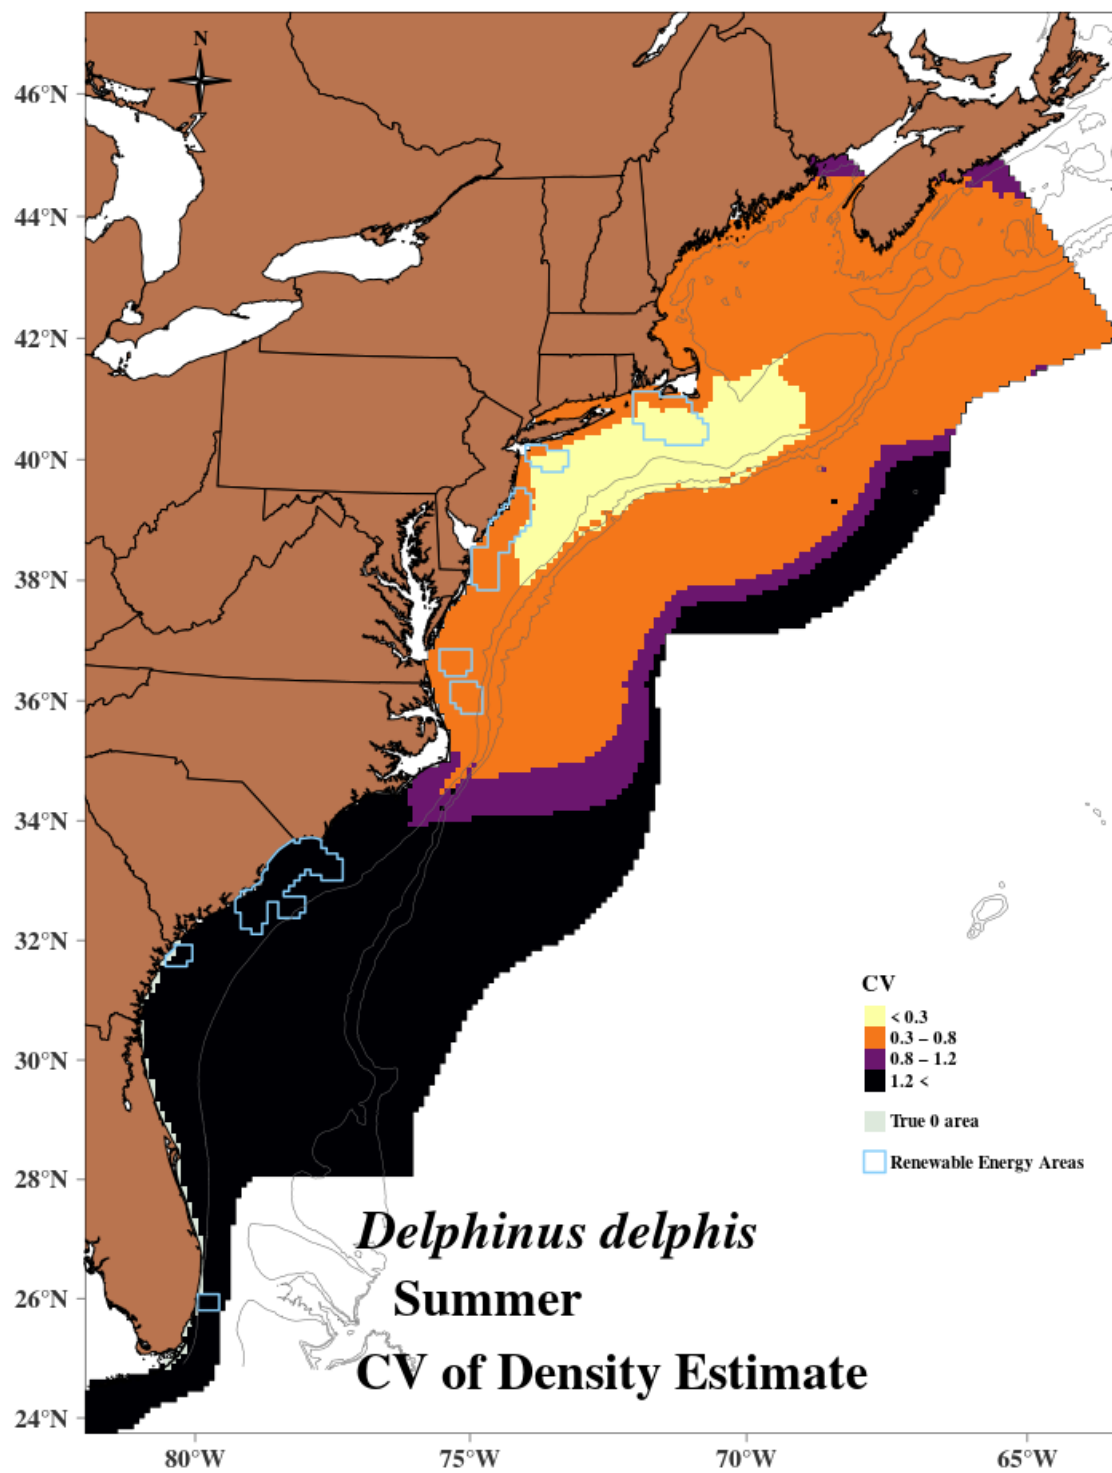 N
46°N
44°N
42°N
40°N
38°N
36°N
34°N
32°N
30°N
28°N
26°N
24°N
CV
< 0.3
0.3 – 0.8
0.8 – 1.2
1.2 <
True 0 area
Renewable Energy Areas
Delphinus delphis
Summer
CV of Density Estimate
80°W
75°W
70°W
65°W